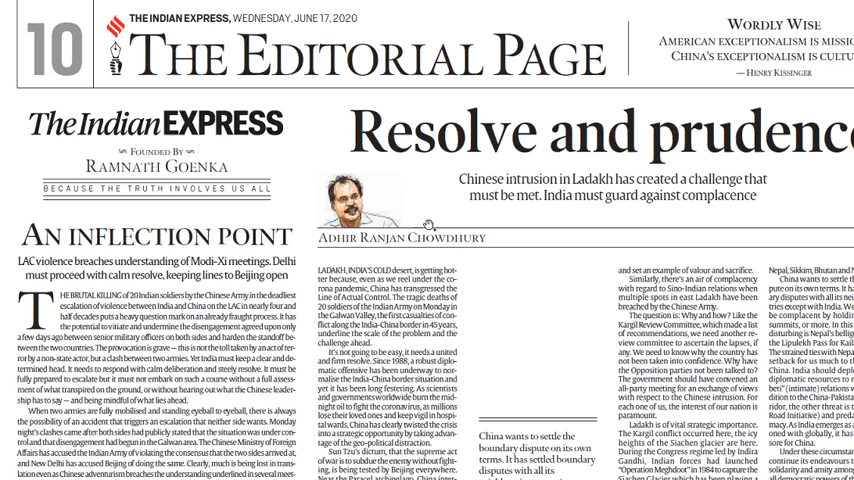 10
THE INDIAN EXPRESS, WEDNESDAY, JUNE 17, 2020
THE EDITORIAL PAGE
WORDLY WISE
AMERICAN EXCEPTIONALISM IS
CHINA'S EXCEPTIONALISM IS
— HENRY KISSINGER
The Indian EXPRESS
FOUNDED BY
RAMNATH GOENKA
BECAUSE THE TRUTH INVOLVES US ALL
AN INFLECTION POINT
LAC violence breaches understanding of Modi-Xi meetings. Delhi
must proceed with calm resolve, keeping lines to Beijing open
THE BRUTAL KILLING of 20 Indian soldiers by the Chinese Army in the deadliest
escalation of violence between India and China on the LAC in nearly four and
half decades puts a heavy question mark on an already fraught process. It has
the potential to vitiate and undermine the disengagement agreed upon only
a few days ago between senior military officers on both sides and harden the standoff be-
tween the two countries. The provocation is grave — this is not the toll taken by an act of ter-
ror by a non-state actor, but a clash between two armies. Yet India must keep a clear and de-
termined head. It needs to respond with calm deliberation and steely resolve. It must be
fully prepared to escalate but it must not embark on such a course without a full assess-
ment of what transpired on the ground, or without hearing out what the Chinese leader-
ship has to say — and being mindful of what lies ahead.
When two armies are fully mobilised and standing eyeball to eyeball, there is always
the possibility of an accident that triggers an escalation that neither side wants. Monday
night's clashes came after both sides had publicly stated that the situation was under con-
trol and that disengagement had begun in the Galwan area. The Chinese Ministry of Foreign
Affairs has accused the Indian Army of violating the consensus that the two sides arrived at,
and New Delhi has accused Beijing of doing the same. Clearly, much is being lost in trans-
lation even as Chinese adventurism breaches the understanding underlined in several meet-
Resolve and
Chinese intrusion in Ladakh has created a challenge that
must be met. India must guard against complacence
ADHIR RANJAN CHOWDHURY
LADAKH, INDIA'S COLD desert, is getting hot-
ter because, even as we reel under the co-
rona pandemic, China has transgressed the
Line of Actual Control. The tragic deaths of
20 soldiers of the Indian Army on Monday in
the Galwan Valley, the first casualties of con-
flict along the India-China border in 45 years,
underline the scale of the problem and the
challenge ahead.
It's not going to be easy, it needs a united
and firm resolve. Since 1988, a robust diplo-
matic offensive has been underway to nor-
malise the India-China border situation and
yet it has been long festering. As scientists
and governments worldwide burn the mid-
night oil to fight the coronavirus, as millions
lose their loved ones and keep vigil in hospi-
tal wards, China has clearly twisted the crisis
into a strategic opportunity by taking advan-
tage of the geo-political distraction.
Sun Tzu's dictum, that the supreme act
of war is to subdue the enemy without fight-
ing, is being tested by Beijing everywhere.
Near the Paracel archipelago, China
China wants to settle the
boundary dispute on its own
terms. It has settled boundary
disputes with all its
and set an example of valour and sacrifice.
Similarly, there's an air of complacency
with regard to Sino-Indian relations when
multiple spots in east Ladakh have been
breached by the Chinese Army.
The question is: Why and how? Like the
Kargil Review Committee, which made a list
of recommendations, we need another re-
view committee to ascertain the lapses, if
any. We need to know why the country has
not been taken into confidence. Why have
the Opposition parties not been talked to?
The government should have convened an
all-party meeting for an exchange of views
with respect to the Chinese intrusion. For
each one of us, the interest of our nation is
paramount.
Ladakh is of vital strategic importance.
The Kargil conflict occurred here, the icy
heights of the Siachen glacier are here.
During the Congress regime led by Indira
Gandhi, Indian forces had launched
"Operation Meghdoot" in 1984 to capture the
Siachen Glacier which has been playing a
Nepal, Sikkim, Bhutan and
China wants to settle the
pute on its own terms. It ha
ary disputes with all its nei
tries except India. We
be complacent by holding
summits, or more. In this
disturbing is Nepal's
the Lipulekh Pass for Kaila
The strained ties with Nepal
setback for us much to the
China. India should deplo
diplomatic resources to
beti" (intimate) relations w
dition to the China-Pakistan
Road Initiative) and other
macy. As India emerges as a
oned with globally, it has
sore for China.
Under these circumstan
continue its endeavours t
solidarity and amity among
all democratic powers of th